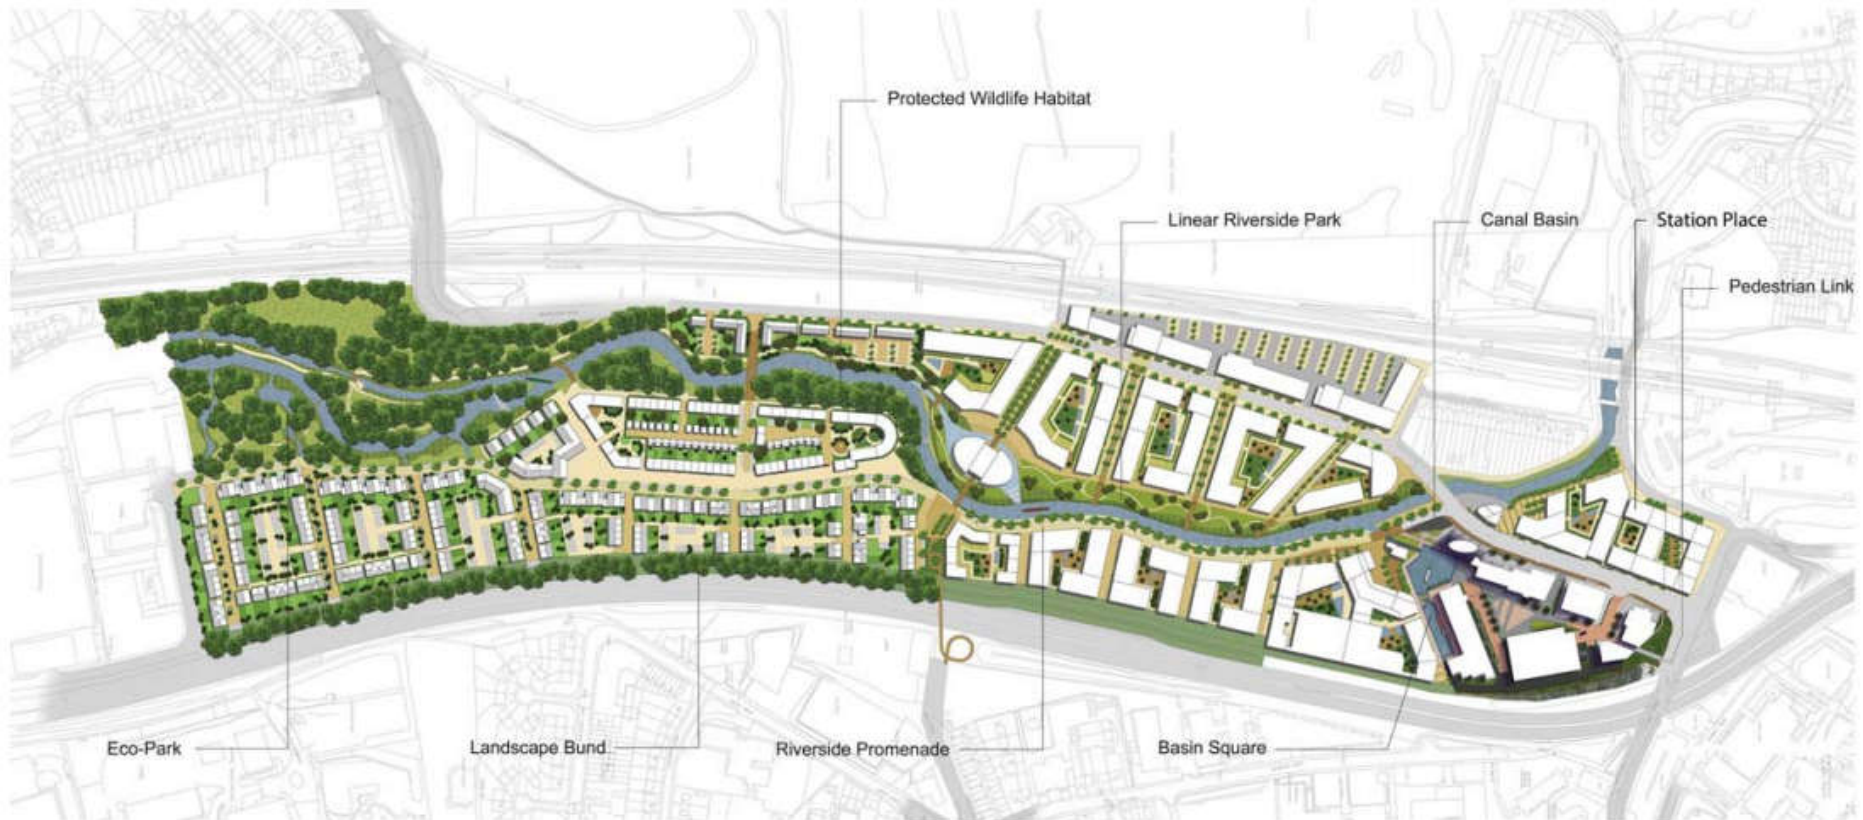 Protected Wildlife Habitat
Linear Riverside Park
Canal Basin
Station Place
Pedestrian Link
Eco-Park
Landscape Bund
Riverside Promenade
Basin Square